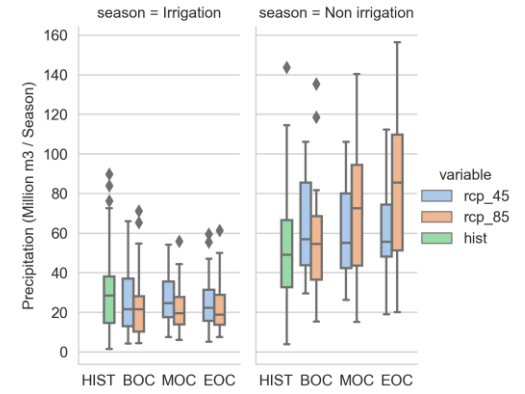 season = Irrigation
season = Non irrigation
Precipitation (Million m3 / Season)
160
140
120
100
80
60
40
20
0
HIST BOC MOC EOC
HIST BOC MOC EOC
variable
rcp_45
rcp_85
hist